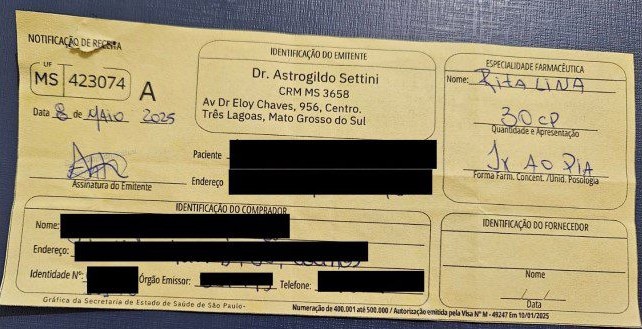 NOTIFICAÇÃO DE RECEITA
UF
MS 423074 A
Data 8 de MAIO 2025
Assinatura do Emitente
IDENTIFICAÇÃO DO EMITENTE
Dr. Astrogildo Settini
CRM MS 3658
Av Dr Eloy Chaves, 956, Centro.
Três Lagoas, Mato Grosso do Sul
Paciente
Endereço
ESPECIALIDADE FARMACÊUTICA
Nome: RITALINA
30 CP
Quantidade e Apresentação
1x AO DIA
Forma Farm. Concent. /Unid. Posologia
IDENTIFICAÇÃO DO COMPRADOR
Nome:
Endereço:
Identidade Nº: Órgão Emissor: Telefone:
IDENTIFICAÇÃO DO FORNECEDOR
Nome
Data
Gráfica da Secretaria de Estado de Saúde de São Paulo-
Numeração de 400.001 até 500.000 / Autorização emitida pela Visa N° M - 49247 Em 10/01/2025